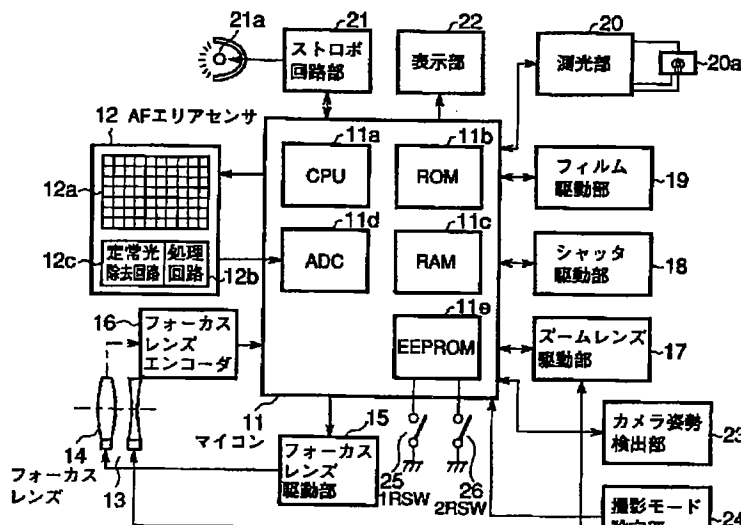 21a
21
ストロボ
回路部
22
表示部
20
測光部
20a
12 AFエリアセンサ
12a
12c
定常光
除去回路
処理
回路
12b
11a
CPU
11b
ROM
11d
ADC
11c
RAM
11e
EEPROM
フィルム
駆動部
19
シャッタ
駆動部
18
ズームレンズ
駆動部
17
16
フォーカス
レンズ
エンコーダ
11
マイコン
15
フォーカス
レンズ
駆動部
14
フォーカス
レンズ
13
25
1RSW
26
2RSW
カメラ姿勢
検出部
23
撮影モード
24